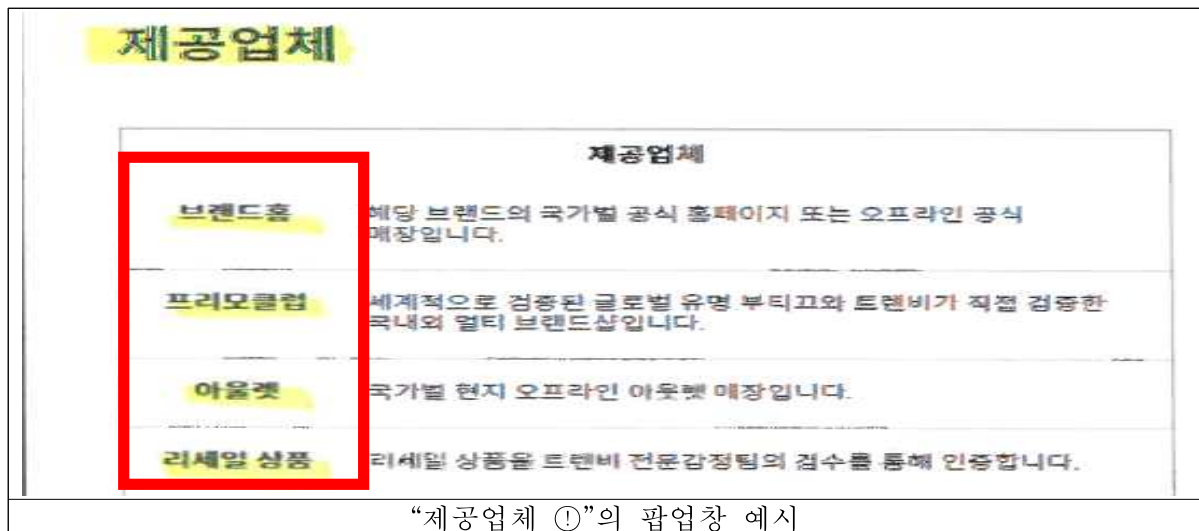 제공업체
제공업체
브랜드홈
해당 브랜드의 국가별 공식 홈페이지 또는 오프라인 공식
매장입니다.
프리모클럽
세계적으로 검증된 글로벌 유명 부티끄와 트렌비가 직접 검증한
국내외 멀티 브랜드샵입니다.
아울렛
국가별 현지 오프라인 아웃렛 매장입니다.
리세일 상품
리세일 상품을 트렌비 전문감정팀의 검수를 통해 인증합니다.
“제공업체 ①”의 팝업창 예시